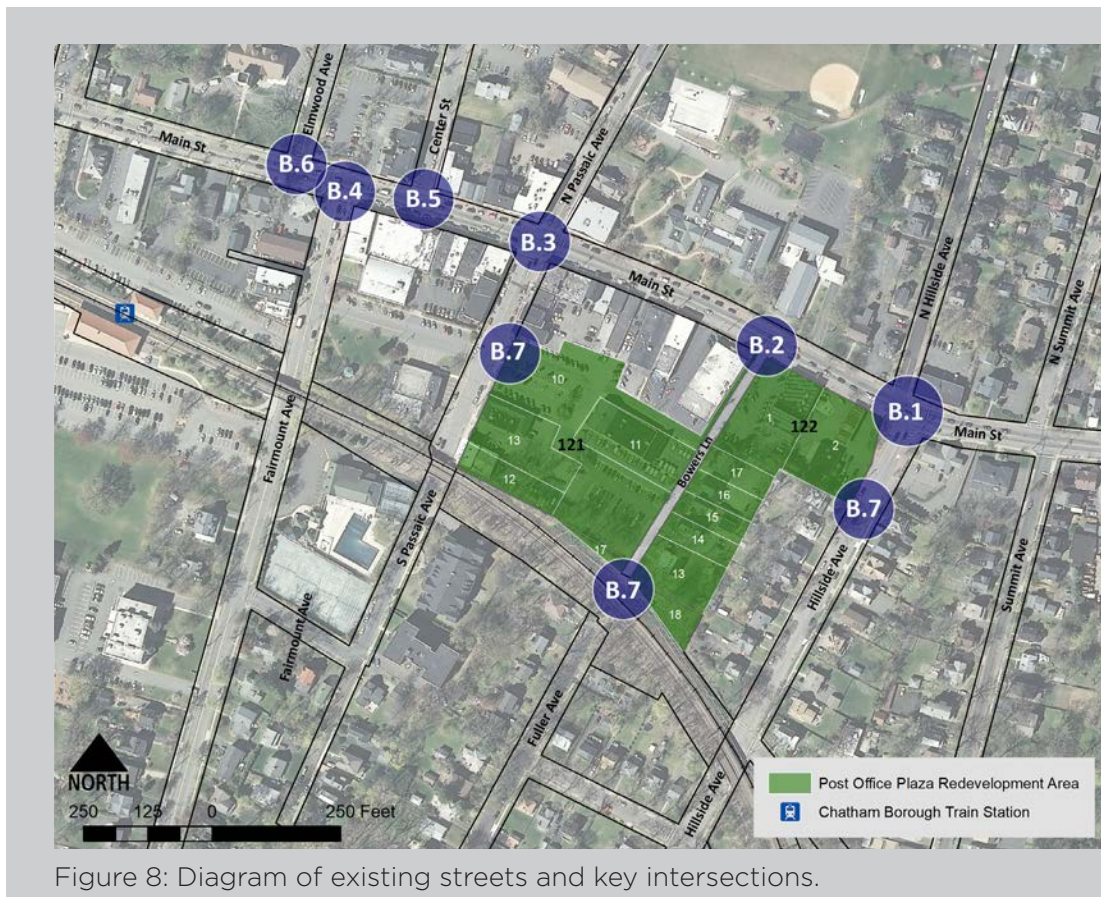 Elmwood Ave
Center St
N Passaic Ave
Main St
B.6
B.4
B.5
B.3
Main St
N Hillside Ave
N Summit Ave
B.2
B.7
B.1
Main St
10
1
122
2
13
121
11
12
17
Bowers Ln
17
16
15
14
13
18
B.7
B.7
Fairmount Ave
S Passaic Ave
Hillside Ave
Summit Ave
Fairmount Ave
Fuller Ave
Hillside Ave
NORTH
250 125 0 250 Feet
Post Office Plaza Redevelopment Area
Chatham Borough Train Station
Figure 8: Diagram of existing streets and key intersections.